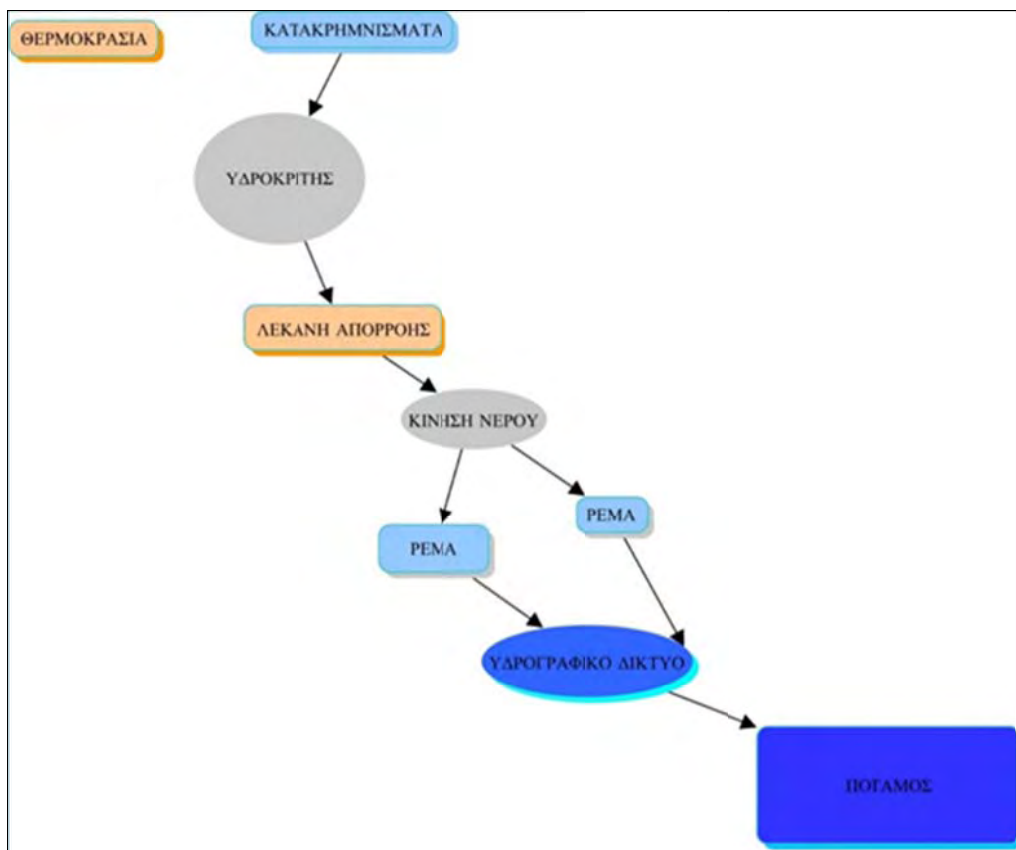 ΘΕΡΜΟΚΡΑΣΙΑ
ΚΑΤΑΚΡΗΜΝΙΣΜΑΤΑ
ΥΔΡΟΚΡΙΤΗΣ
ΛΕΚΑΝΗ ΑΠΟΡΡΟΗΣ
ΚΙΝΗΣΗ ΝΕΡΟΥ
ΡΕΜΑ
ΡΕΜΑ
ΥΔΡΟΓΡΑΦΙΚΟ ΔΙΚΤΥΟ
ΠΟΤΑΜΟΣ